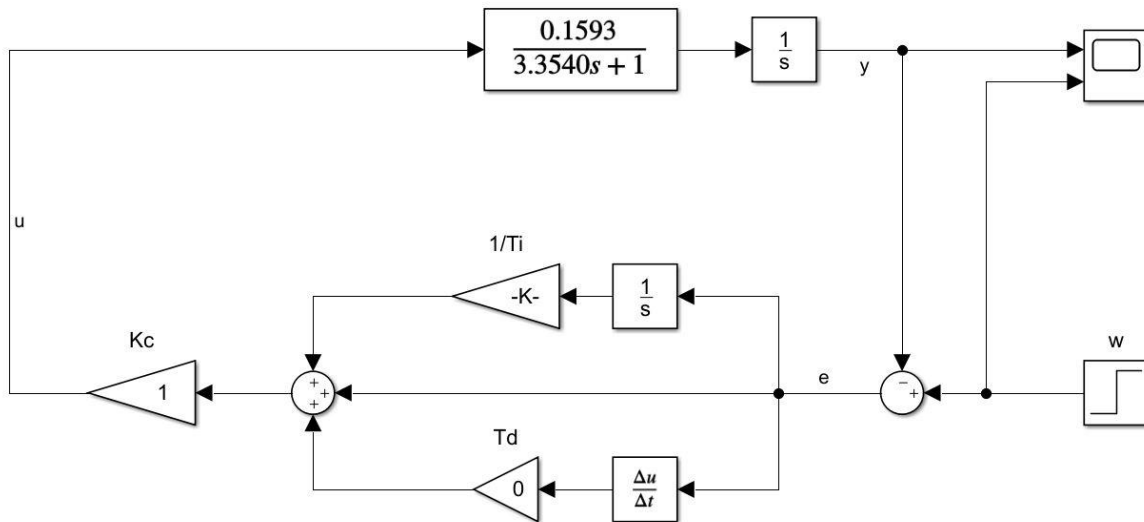 0.1593
3.3540s + 1
1
s
y
u
1/Ti
-K-
1
s
Kc
1
+
+
+
e
−
+
w
Td
0
Δu
Δt